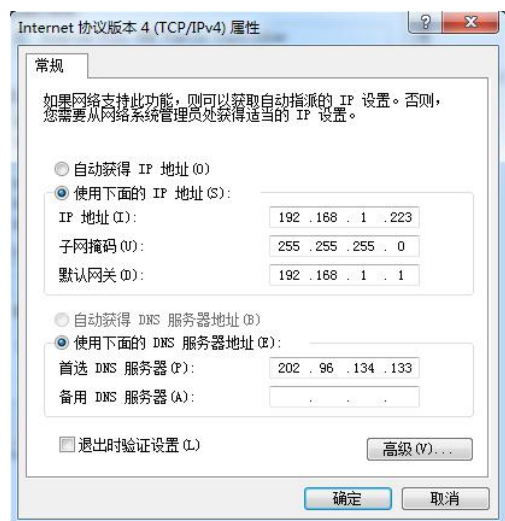 Internet 协议版本 4 (TCP/IPv4) 属性
常规
如果网络支持此功能，则可以获取自动指派的 IP 设置。否则，
您需要从网络系统管理员处获得适当的 IP 设置。
自动获得 IP 地址(O)
使用下面的 IP 地址(S):
IP 地址(I): 192 .168 . 1 .223
子网掩码(U): 255 .255 .255 . 0
默认网关(D): 192 .168 . 1 . 1
自动获得 DNS 服务器地址(B)
使用下面的 DNS 服务器地址(E):
首选 DNS 服务器(P): 202 . 96 .134 .133
备用 DNS 服务器(A): . . .
退出时验证设置(L)
高级(V)...
确定 取消